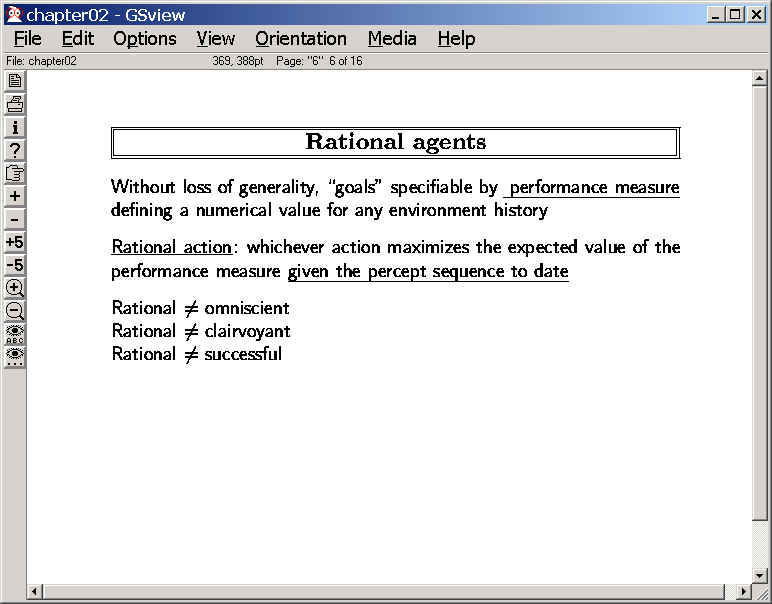 chapter02 - GSview
File Edit Options View Orientation Media Help
File: chapter02 369, 388pt Page: "6" 6 of 16
i
?
+
-
+5
-5
ABC
Rational agents
Without loss of generality, “goals” specifiable by performance measure
defining a numerical value for any environment history
Rational action: whichever action maximizes the expected value of the
performance measure given the percept sequence to date
Rational ≠ omniscient
Rational ≠ clairvoyant
Rational ≠ successful